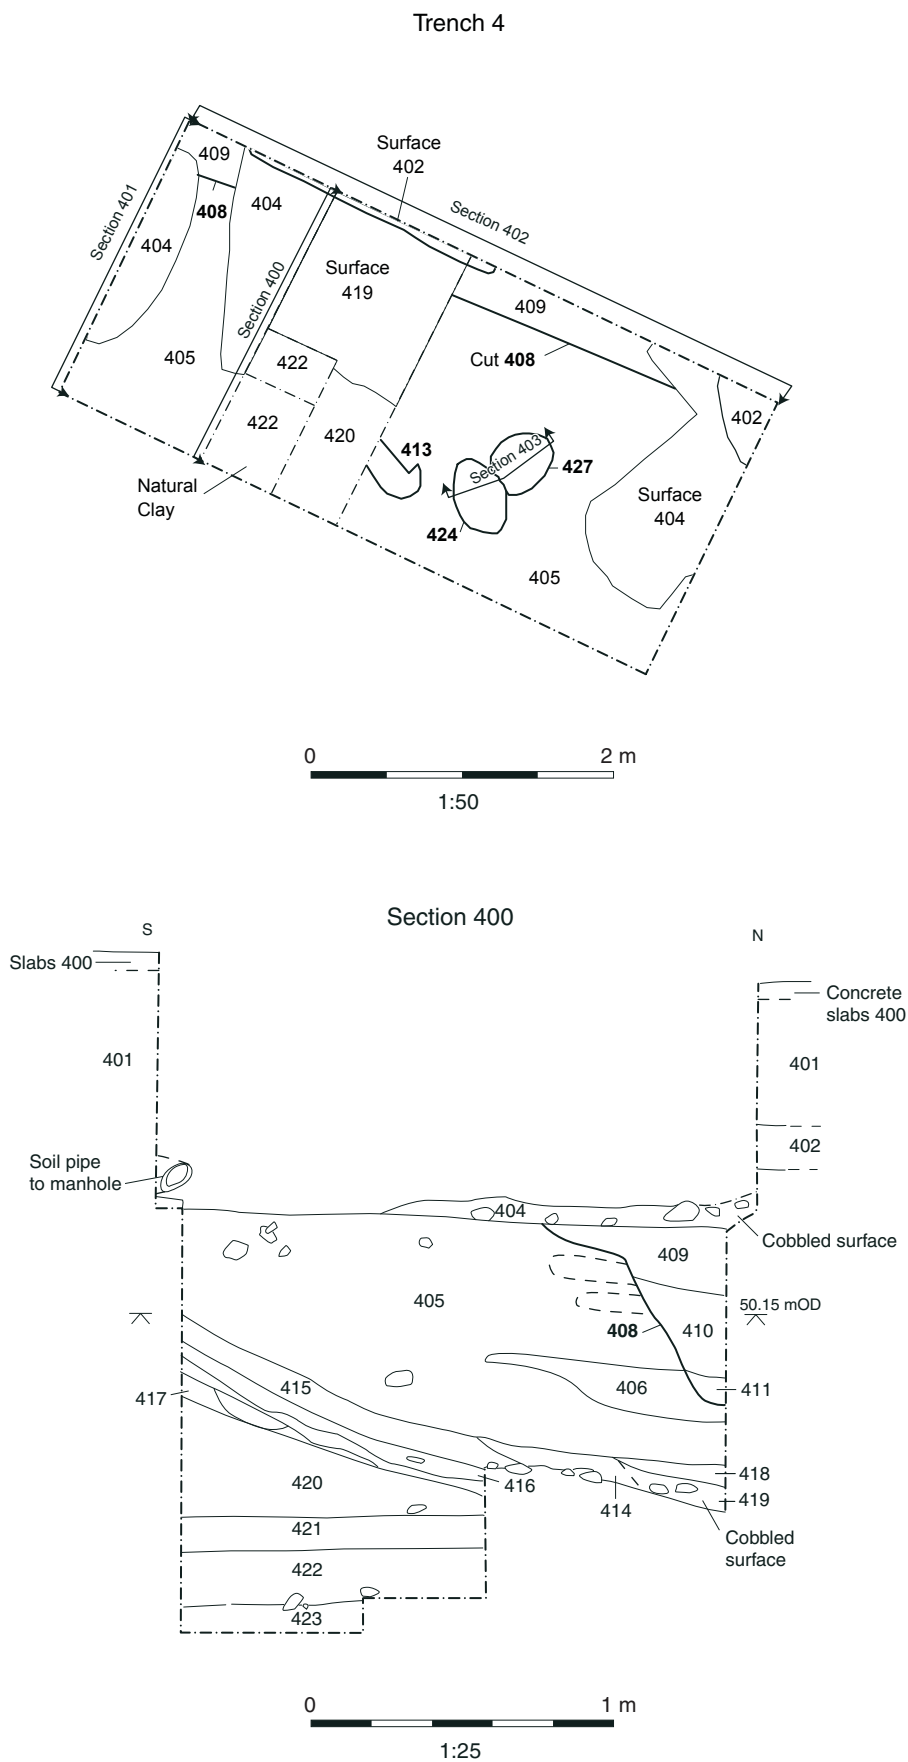 Trench 4
Surface
402
409
Section 401
408
404
Section 402
404
Section 400
Surface
419
409
405
Cut 408
422
402
422
420
413
Section 403
427
Natural
Clay
Surface
404
424
405
0 2 m
1:50
Section 400
S
N
Slabs 400
Concrete
slabs 400
401
401
402
Soil pipe
to manhole
404
Cobbled surface
409
405
50.15 mOD
408
410
415
406
411
417
418
420
416
419
414
421
Cobbled
surface
422
423
0 1 m
1:25